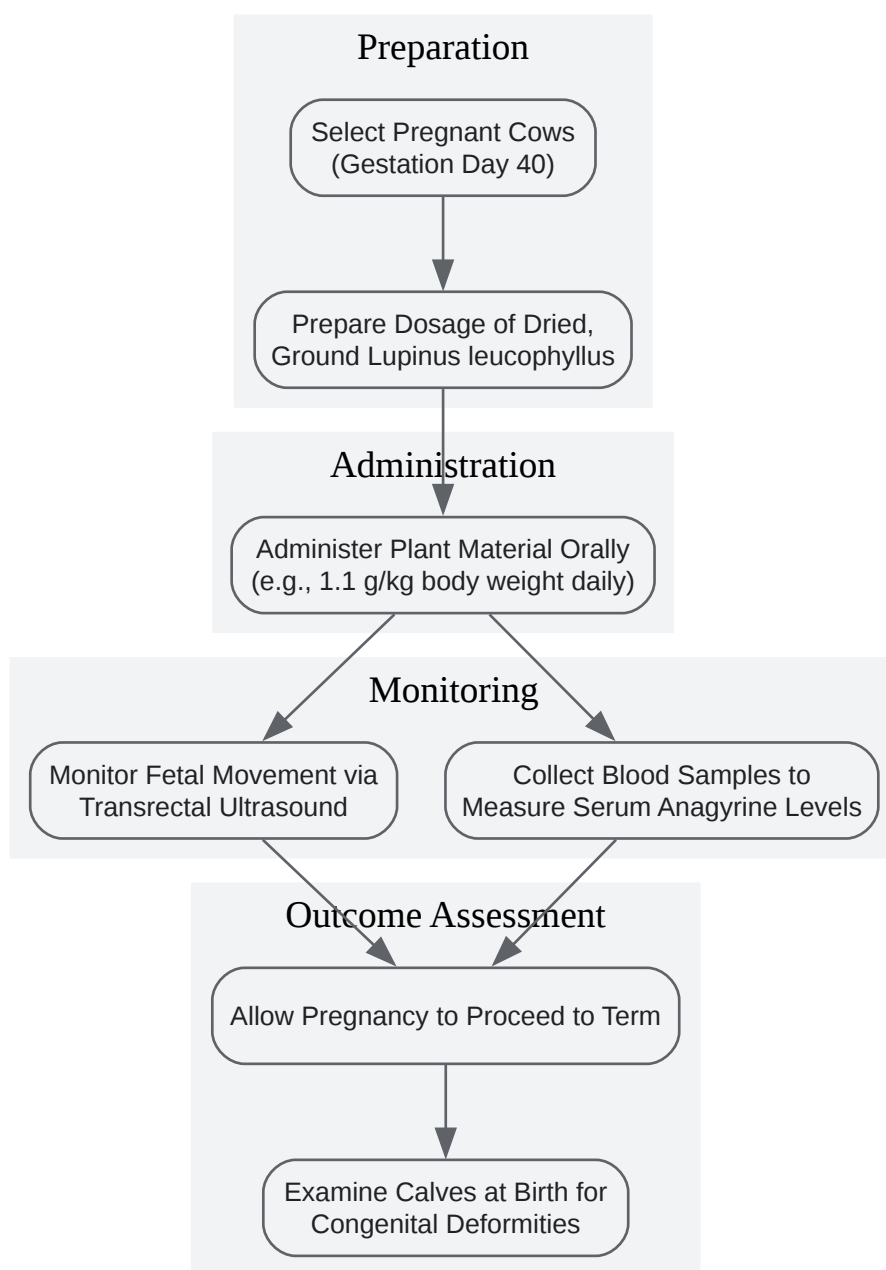 Preparation
Select Pregnant Cows
(Gestation Day 40)
Prepare Dosage of Dried,
Ground Lupinus leucophyllus
Administration
Administer Plant Material Orally
(e.g., 1.1 g/kg body weight daily)
Monitoring
Monitor Fetal Movement via
Transrectal Ultrasound
Collect Blood Samples to
Measure Serum Anagyrine Levels
Outcome Assessment
Allow Pregnancy to Proceed to Term
Examine Calves at Birth for
Congenital Deformities